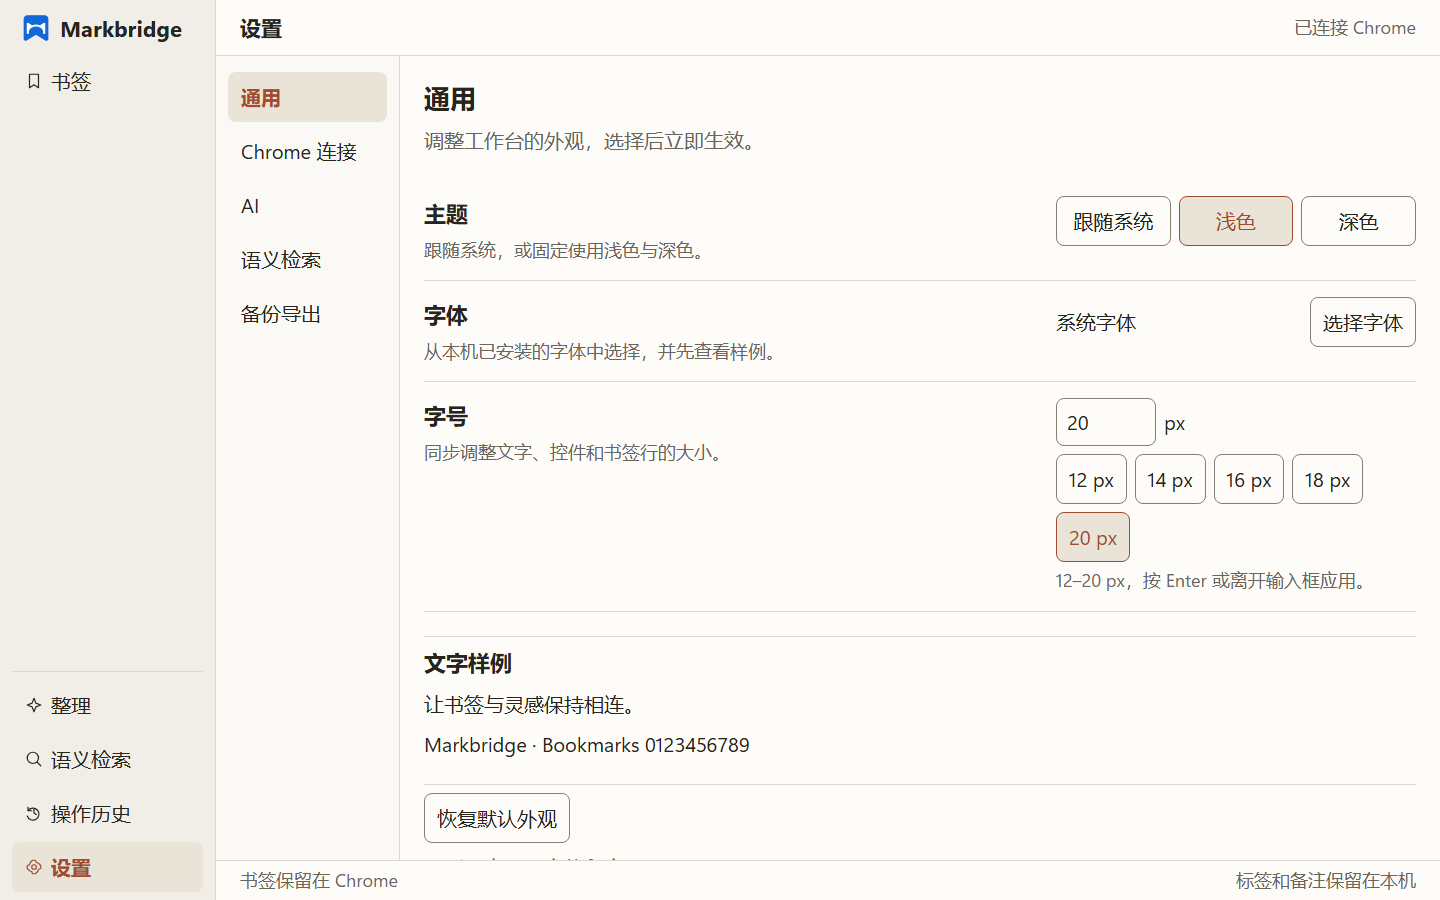 Markbridge
书签
整理
语义检索
操作历史
设置
设置
已连接 Chrome
通用
Chrome 连接
AI
语义检索
备份导出
通用
调整工作台的外观，选择后立即生效。
主题
跟随系统，或固定使用浅色与深色。
跟随系统
浅色
深色
字体
从本机已安装的字体中选择，并先查看样例。
系统字体
选择字体
字号
同步调整文字、控件和书签行的大小。
20 px
12 px
14 px
16 px
18 px
20 px
12–20 px，按 Enter 或离开输入框应用。
文字样例
让书签与灵感保持相连。
Markbridge · Bookmarks 0123456789
恢复默认外观
书签保留在 Chrome
标签和备注保留在本机